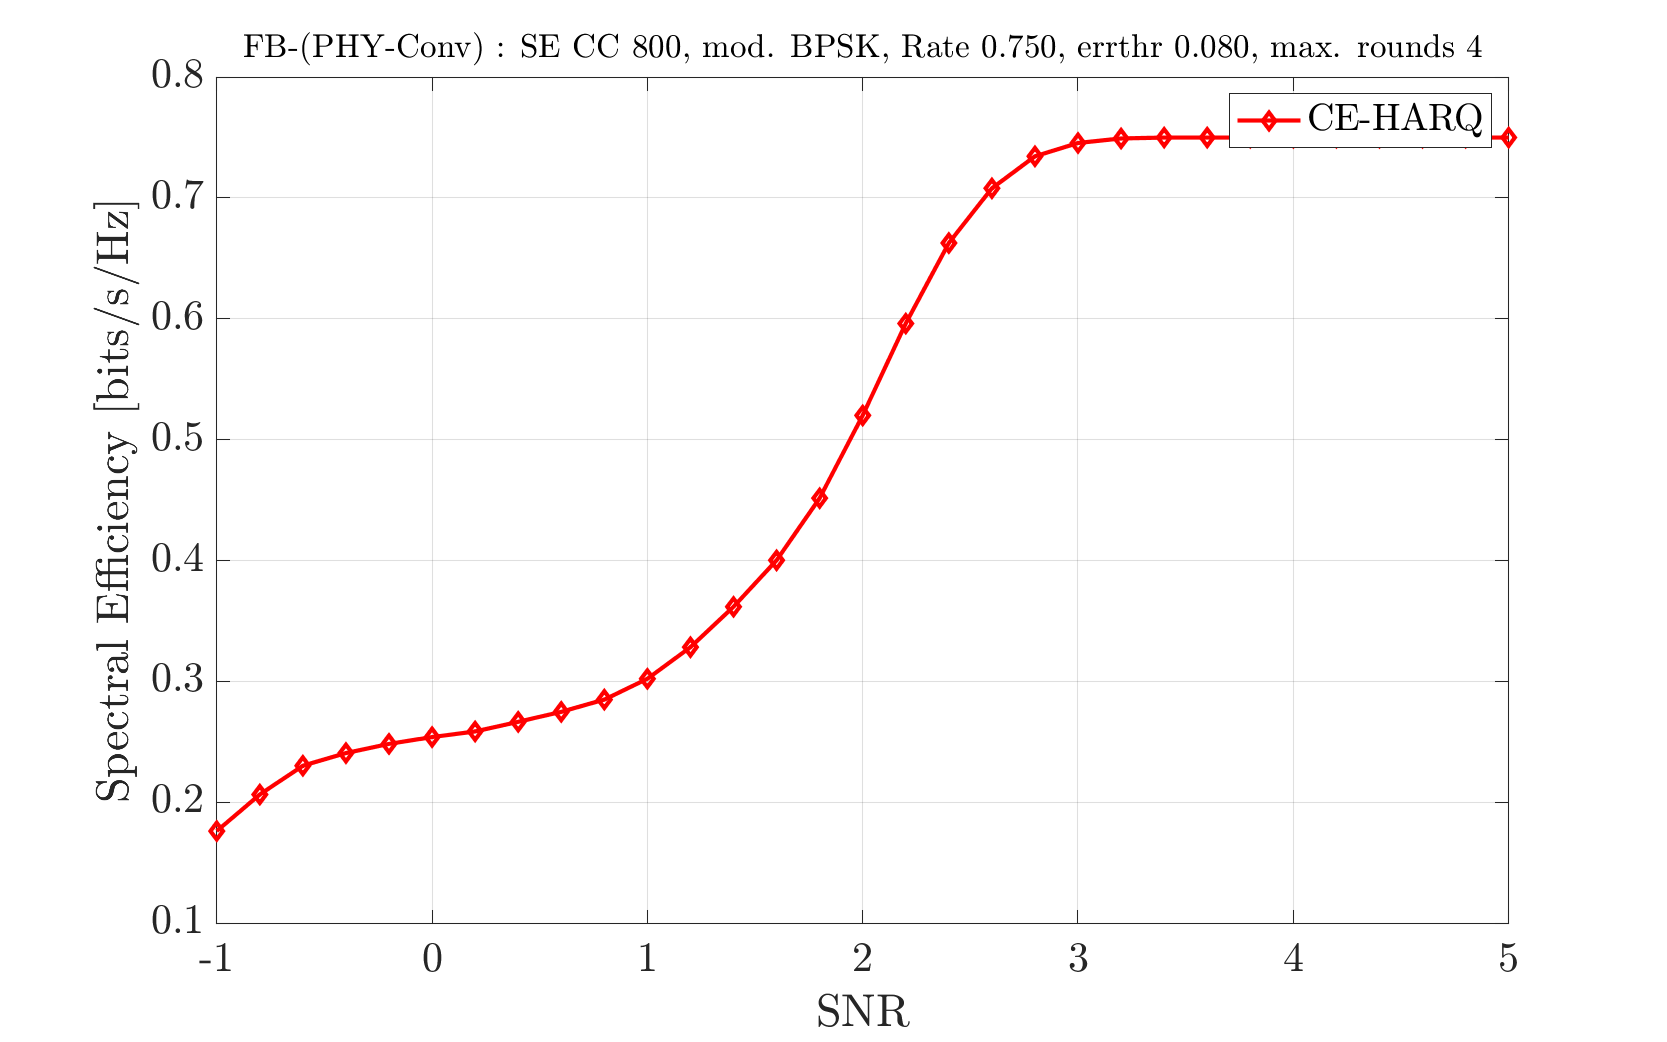 FB-(PHY-Conv) : SE CC 800, mod. BPSK, Rate 0.750, errthr 0.080, max. rounds 4
CE-HARQ
Spectral Efficiency [bits/s/Hz]
0.8
0.7
0.6
0.5
0.4
0.3
0.2
0.1
-1 0 1 2 3 4 5
SNR